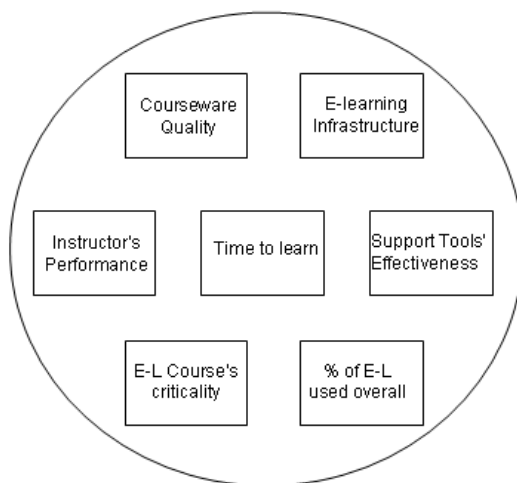 Courseware
Quality
E-learning
Infrastructure
Instructor's
Performance
Time to learn
Support Tools'
Effectiveness
E-L Course's
criticality
% of E-L
used overall